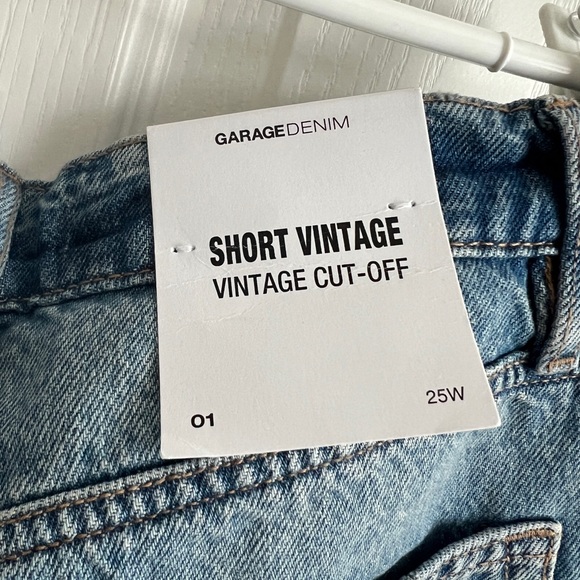 GARAGEDENIM
SHORT VINTAGE
VINTAGE CUT-OFF
01 25W